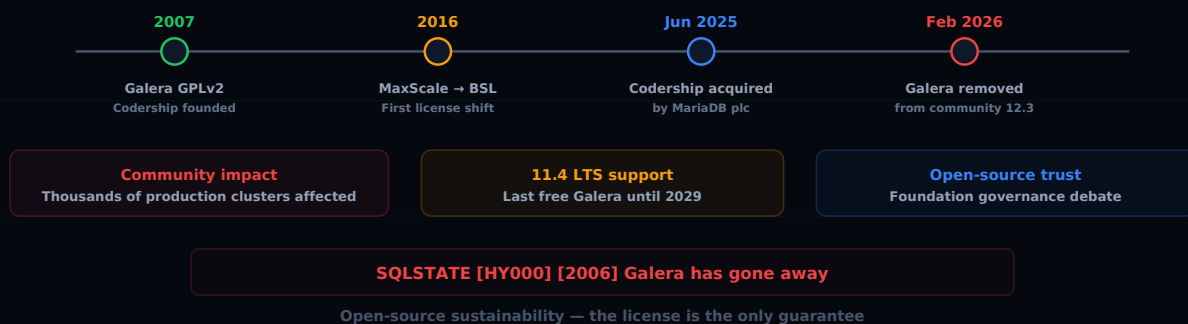 2007
2016
Jun 2025
Feb 2026
Galera GPLv2
MaxScale → BSL
Codership acquired
Galera removed
Codership founded
First license shift
by MariaDB plc
from community 12.3
Community impact
11.4 LTS support
Open-source trust
Thousands of production clusters affected
Last free Galera until 2029
Foundation governance debate
SQLSTATE [HY000] [2006] Galera has gone away
Open-source sustainability — the license is the only guarantee